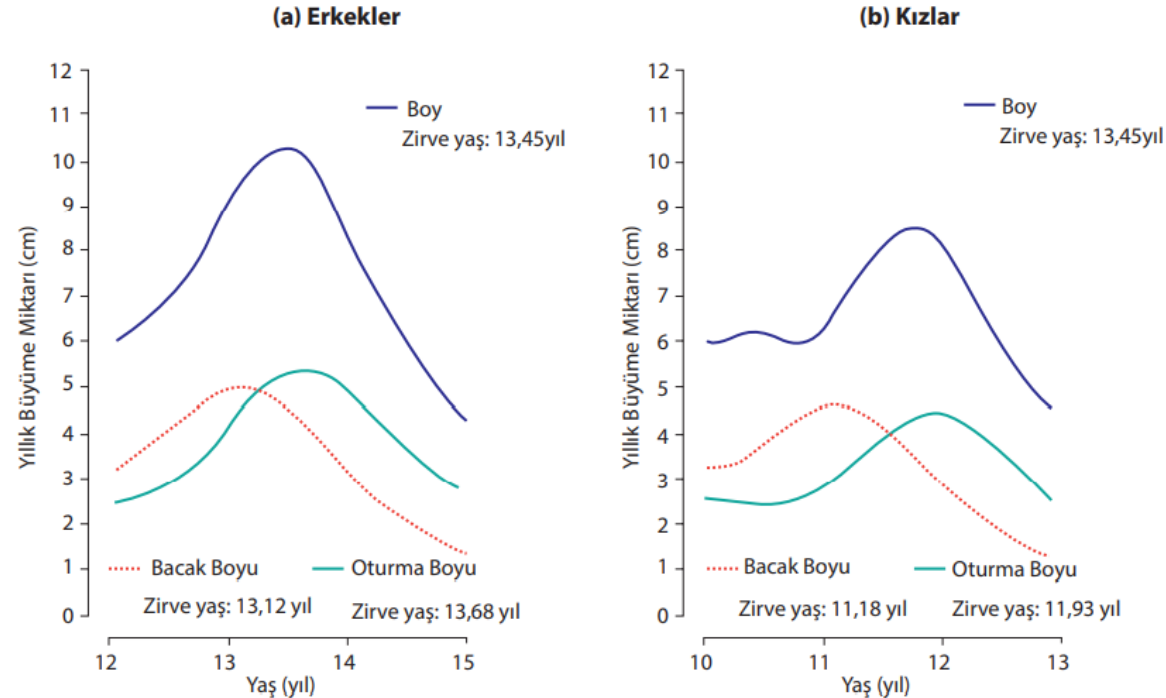 (a) Erkekler
12
11
10
9
8
7
6
5
4
3
2
1
0
Yıllık Büyüme Miktarı (cm)
Boy
Zirve yaş: 13,45yıl
Bacak Boyu
Zirve yaş: 13,12 yıl
Oturma Boyu
Zirve yaş: 13,68 yıl
12 13 14 15
Yaş (yıl)
(b) Kızlar
12
11
10
9
8
7
6
5
4
3
2
1
0
Yıllık Büyüme Miktarı (cm)
Boy
Zirve yaş: 13,45yıl
Bacak Boyu
Zirve yaş: 11,18 yıl
Oturma Boyu
Zirve yaş: 11,93 yıl
10 11 12 13
Yaş (yıl)